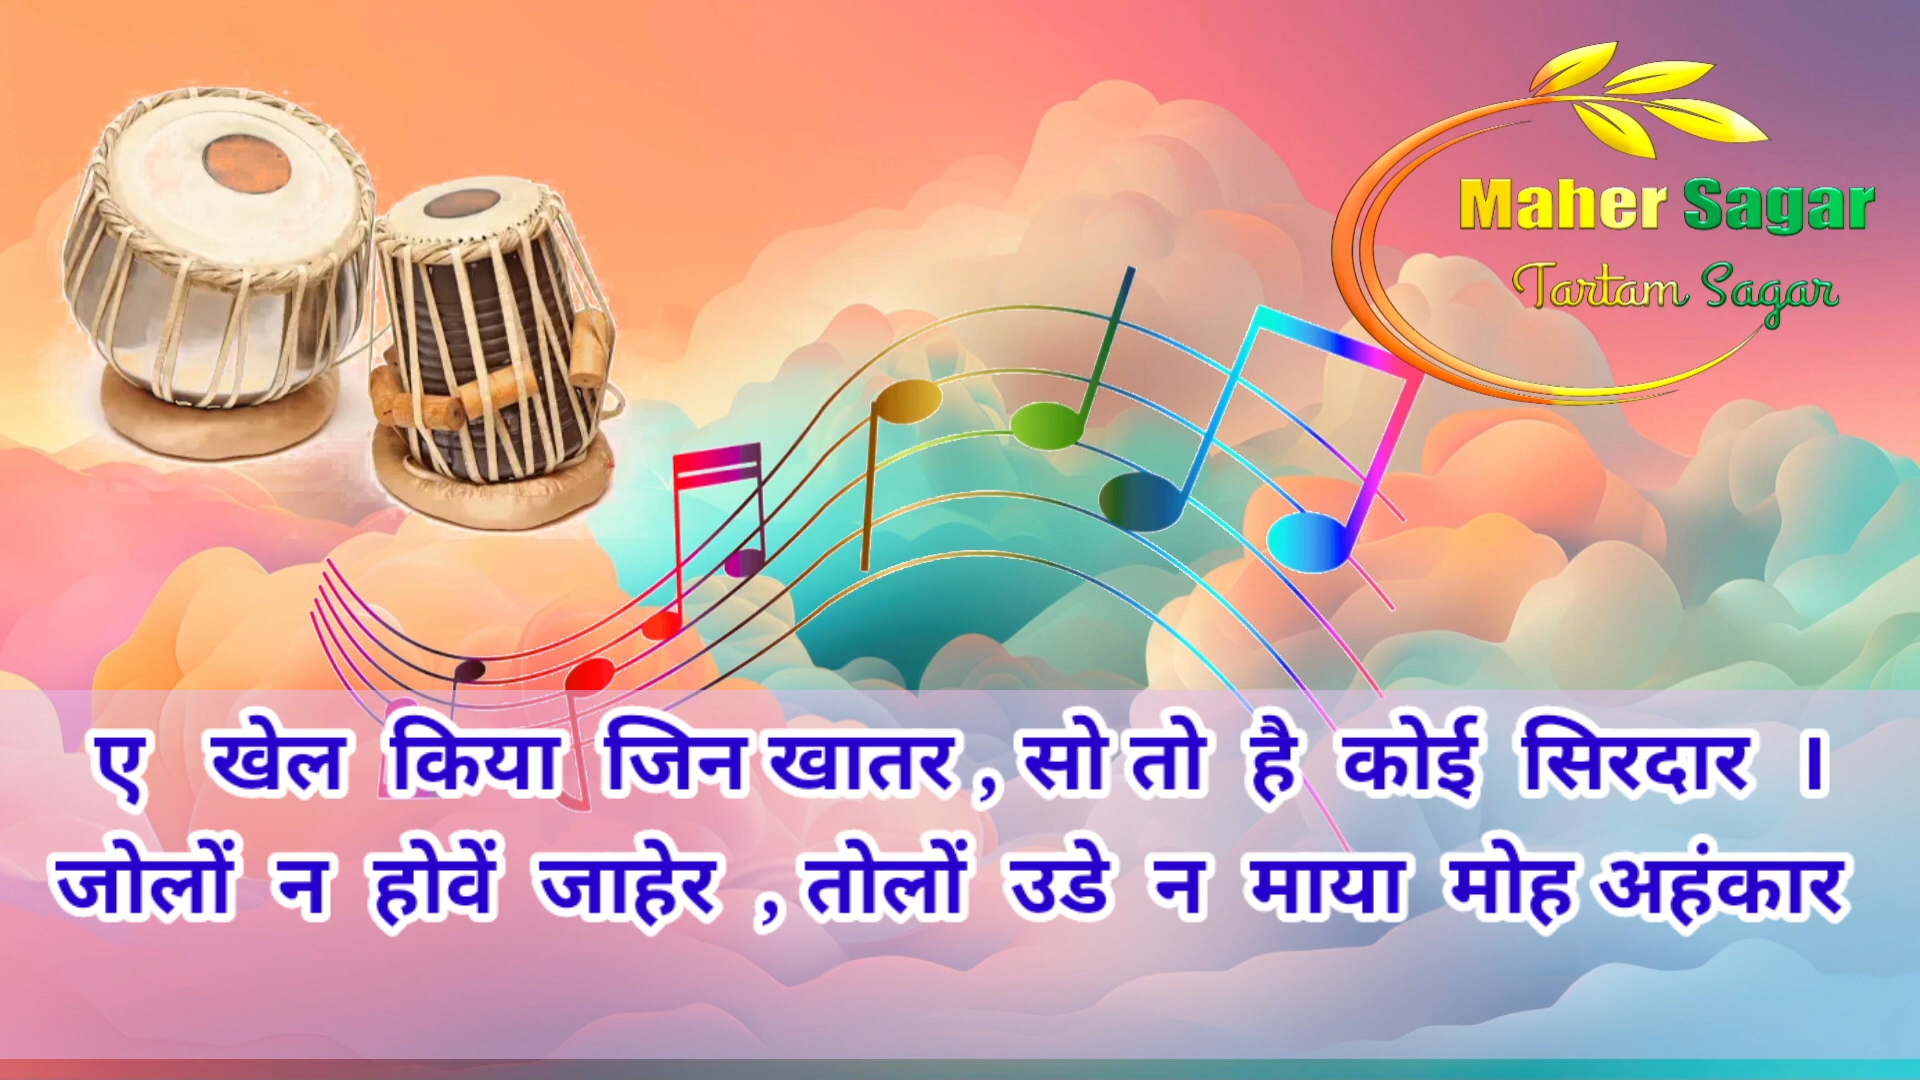 Maher Sagar
Tartam Sagar
ए खेल किया जिन खातर , सो तो है कोई सिरदार ।
जोलों न होवें जाहेर , तोलों उडे न माया मोह अहंकार